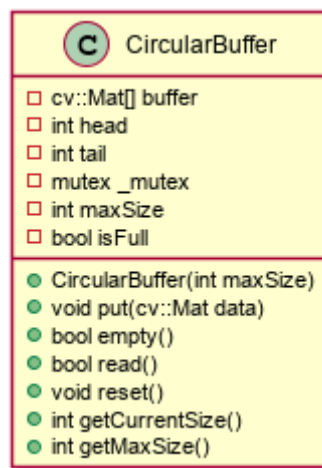 C CircularBuffer
cv::Mat[] buffer
int head
int tail
mutex _mutex
int maxSize
bool isFull
CircularBuffer(int maxSize)
void put(cv::Mat data)
bool empty()
bool read()
void reset()
int getCurrentSize()
int getMaxSize()